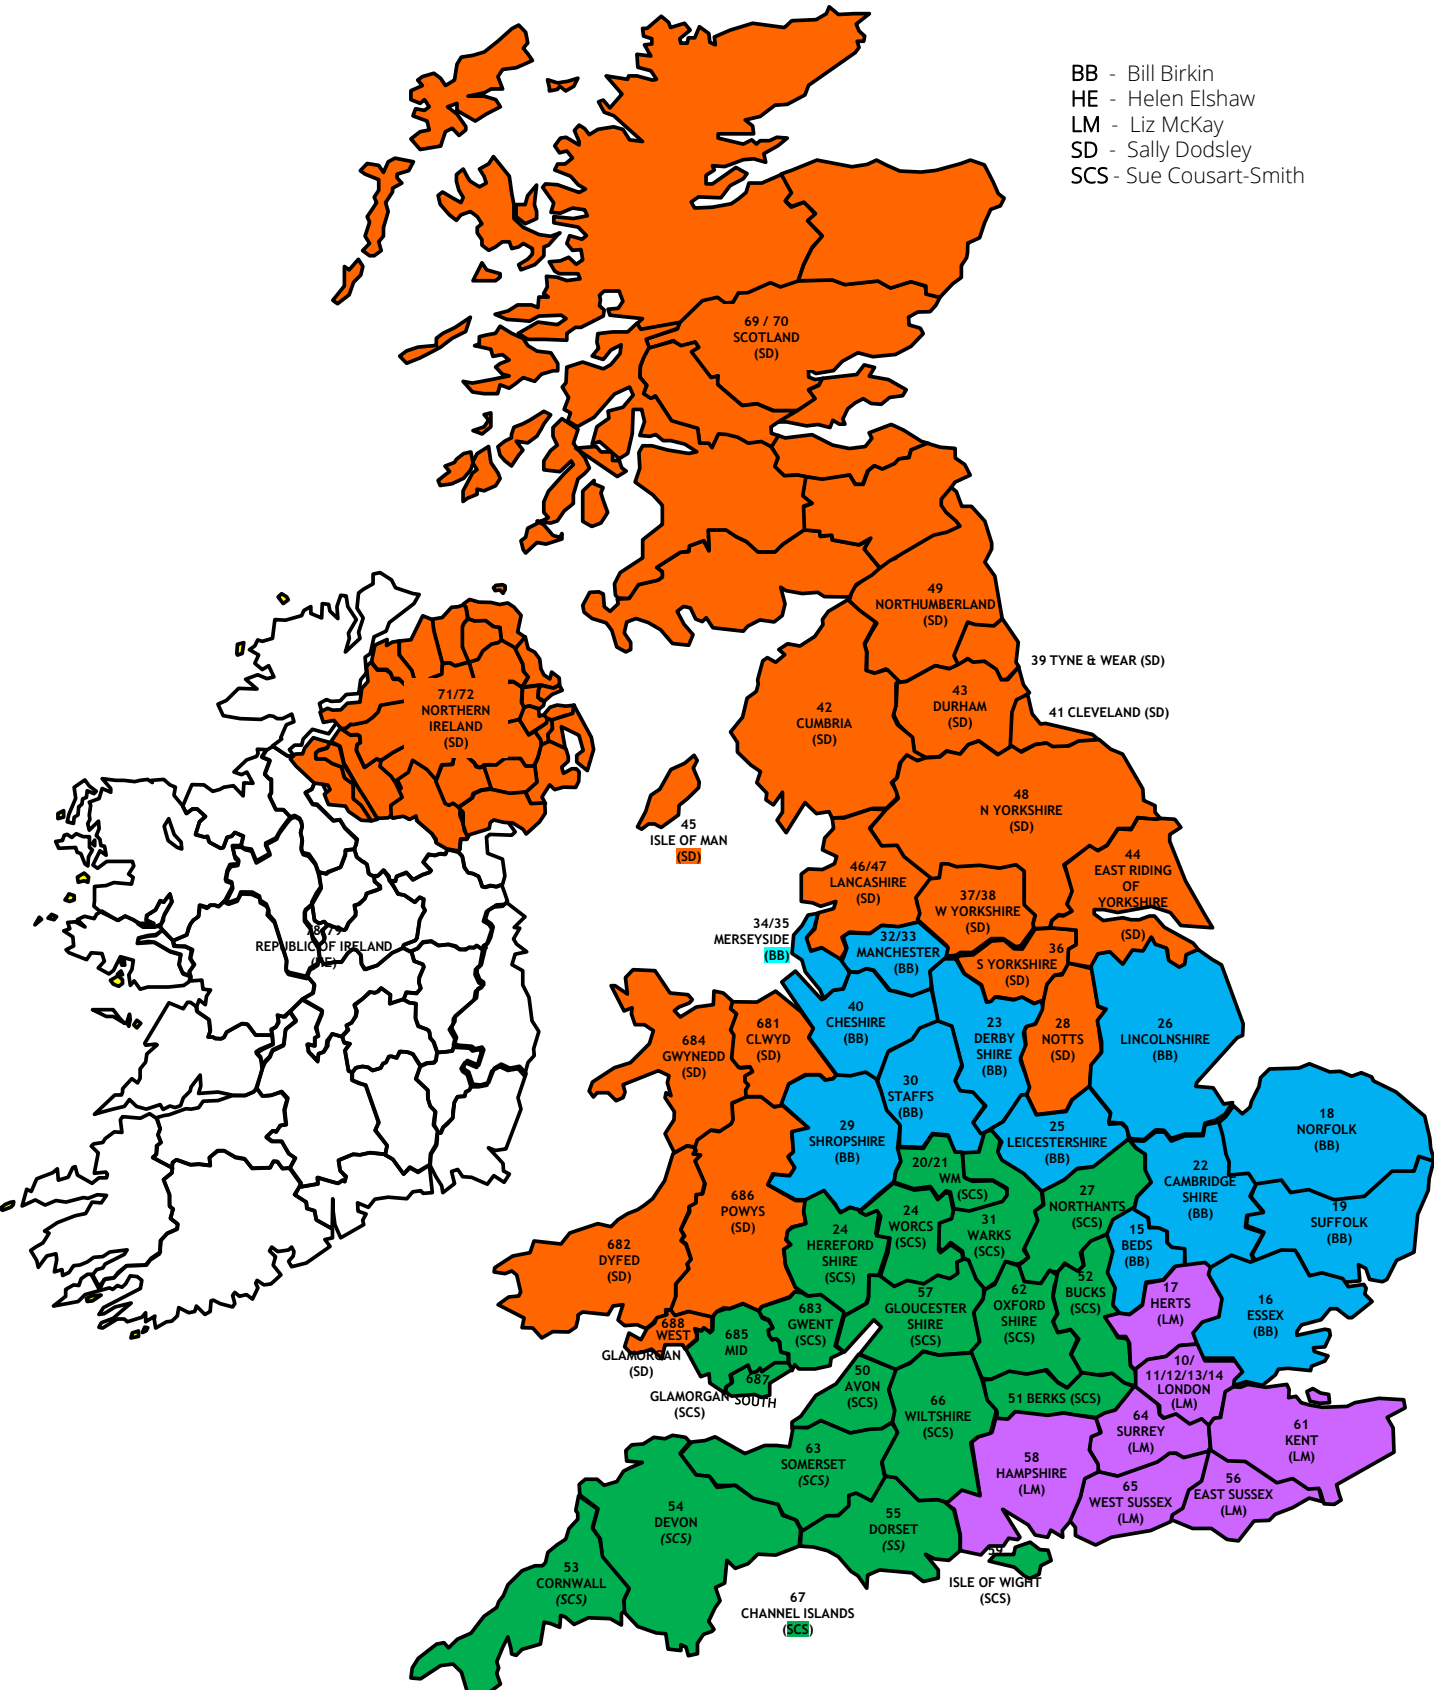 BB - Bill Birkin
HE - Helen Elshaw
LM - Liz McKay
SD - Sally Dodsley
SCS - Sue Cousart-Smith
69 / 70
SCOTLAND
(SD)
49
NORTHUMBERLAND
(SD)
39 TYNE & WEAR (SD)
71/72
NORTHERN
IRELAND
(SD)
42
CUMBRIA
(SD)
43
DURHAM
(SD)
41 CLEVELAND (SD)
48
N YORKSHIRE
(SD)
45
ISLE OF MAN
(SD)
46/47
LANCASHIRE
(SD)
37/38
W YORKSHIRE
(SD)
44
EAST RIDING
OF
YORKSHIRE
(SD)
34/35
MERSEYSIDE
(BB)
32/33
MANCHESTER
(BB)
36
S YORKSHIRE
(SD)
REPUBLIC OF IRELAND
684
GWYNEDD
(SD)
681
CLWYD
(SD)
40
CHESHIRE
(BB)
23
DERBY
SHIRE
(BB)
28
NOTTS
(SD)
26
LINCOLNSHIRE
(BB)
30
STAFFS
(BB)
29
SHROPSHIRE
(BB)
25
LEICESTERSHIRE
(BB)
18
NORFOLK
(BB)
22
CAMBRIDGE
SHIRE
(BB)
19
SUFFOLK
(BB)
20/21
WM
(SCS)
27
NORTHANTS
(SCS)
686
POWYS
(SD)
682
DYFED
(SD)
24
HEREFORD
SHIRE
(SCS)
24
WORCS
(SCS)
31
WARKS
(SCS)
15
BEDS
(BB)
52
BUCKS
(SCS)
17
HERTS
(LM)
16
ESSEX
(BB)
57
GLOUCESTER
SHIRE
(SCS)
62
OXFORD
SHIRE
(SCS)
683
GWENT
(SCS)
688
WEST
GLAMORGAN
(SD)
685
MID
GLAMORGAN
(SCS)
687
SOUTH
50
AVON
(SCS)
66
WILTSHIRE
(SCS)
51 BERKS (SCS)
10/
11/12/13/14
LONDON
(LM)
64
SURREY
(LM)
61
KENT
(LM)
63
SOMERSET
(SCS)
58
HAMPSHIRE
(LM)
65
WEST SUSSEX
(LM)
56
EAST SUSSEX
(LM)
54
DEVON
(SCS)
55
DORSET
(SS)
53
CORNWALL
(SCS)
59
ISLE OF WIGHT
(SCS)
67
CHANNEL ISLANDS
(SCS)